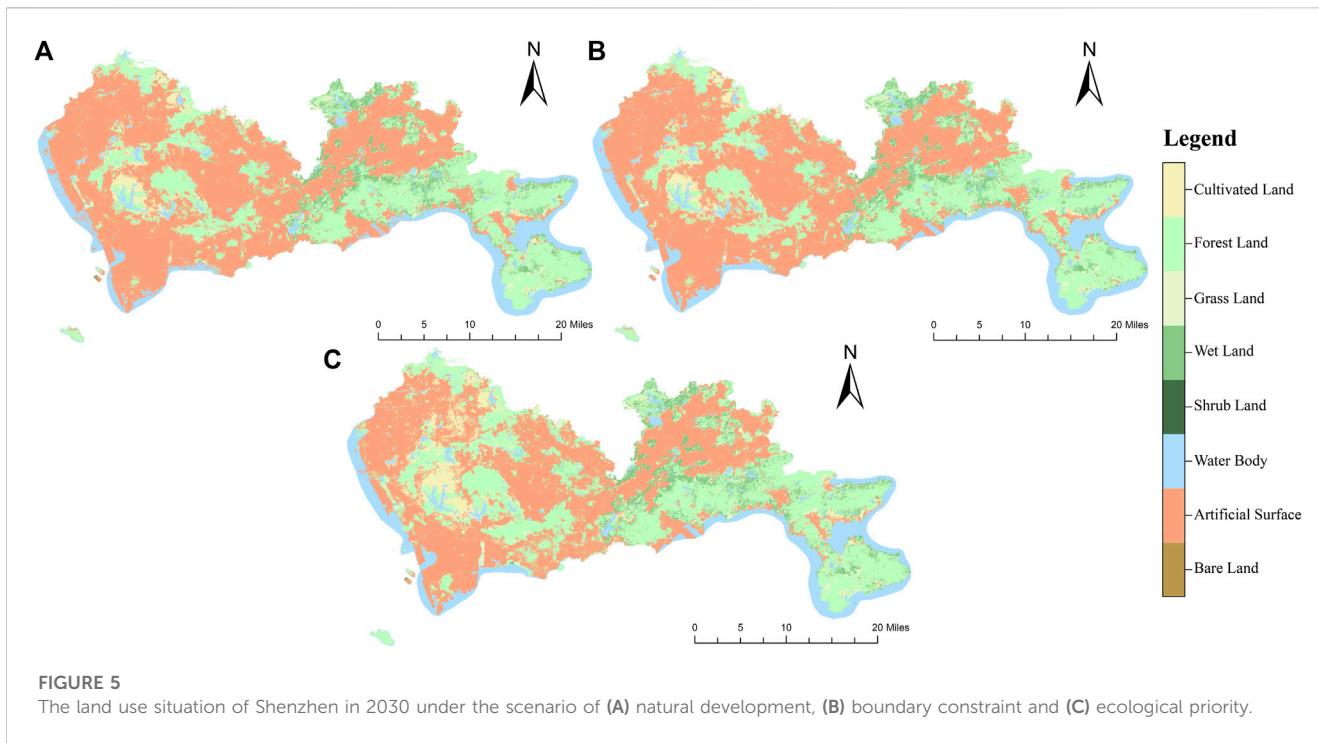 A
N
B
N
Legend
Cultivated Land
Forest Land
Grass Land
Wet Land
Shrub Land
Water Body
Artificial Surface
Bare Land
0 5 10 20 Miles
0 5 10 20 Miles
C
N
0 5 10 20 Miles
FIGURE 5
The land use situation of Shenzhen in 2030 under the scenario of (A) natural development, (B) boundary constraint and (C) ecological priority.